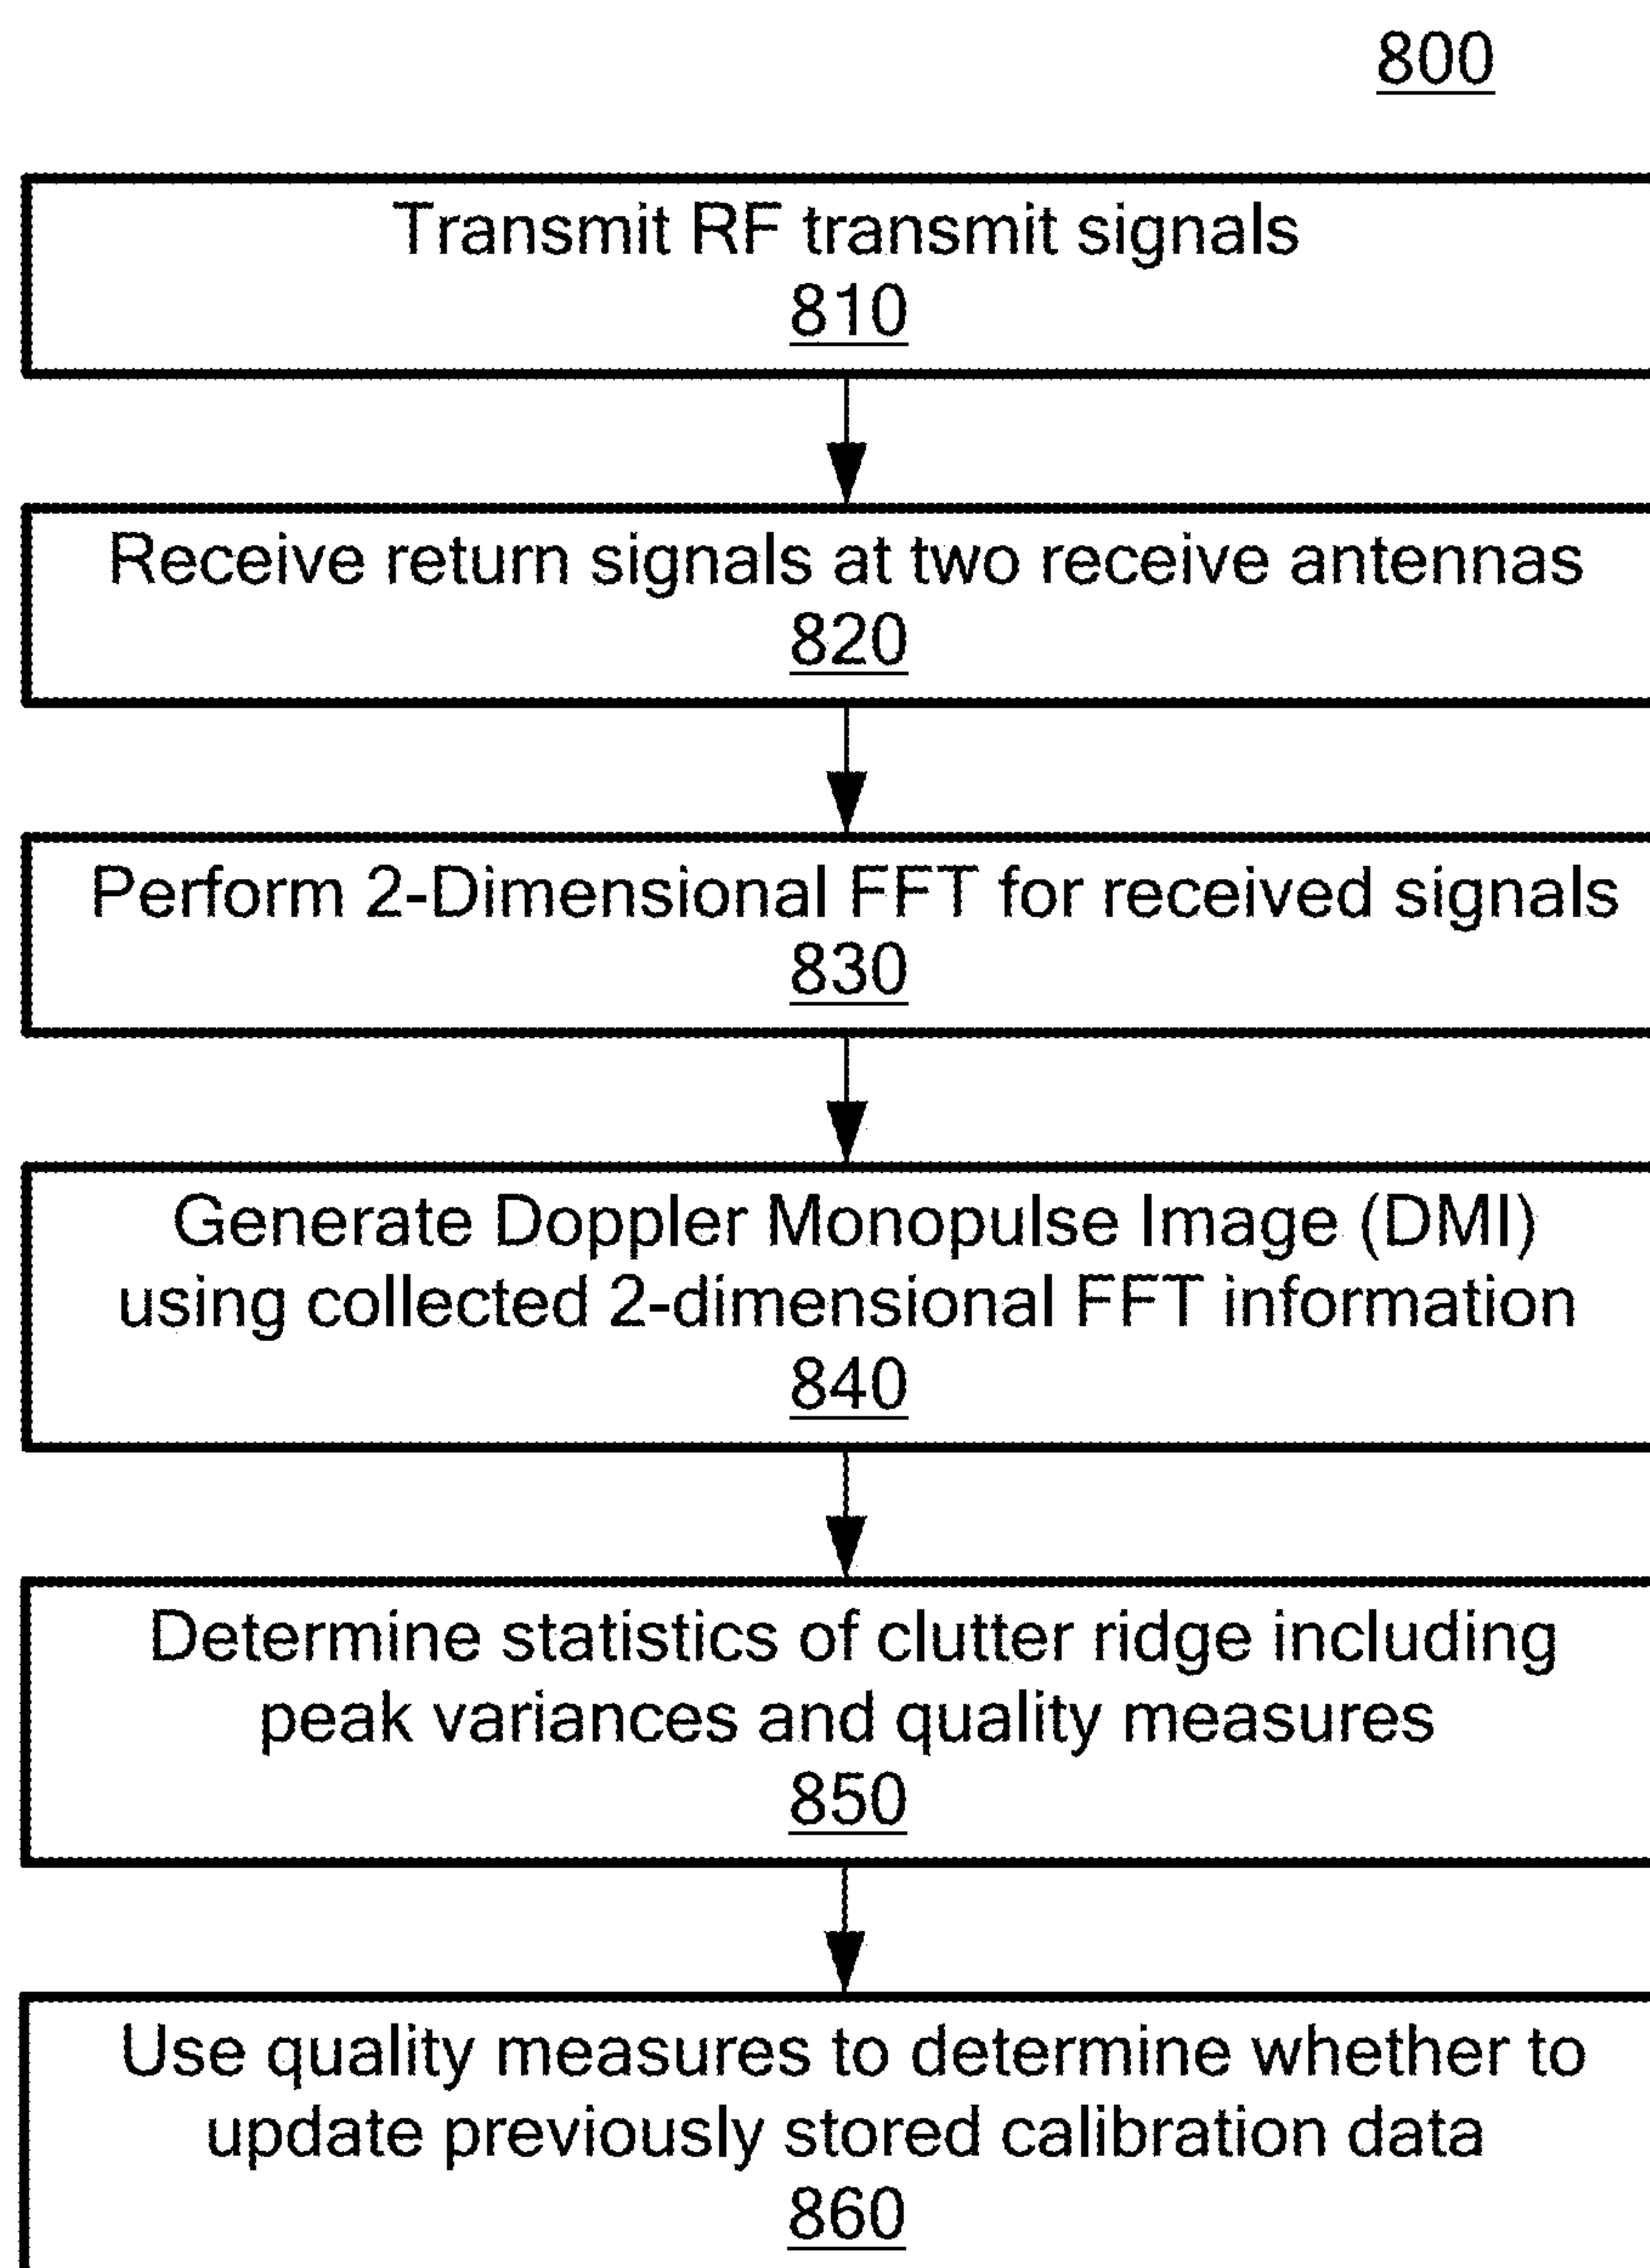 800
Transmit RF transmit signals
810
Receive return signals at two receive antennas
820
Perform 2-Dimensional FFT for received signals
830
Generate Doppler Monopulse Image (DMI)
using collected 2-dimensional FFT information
840
Determine statistics of clutter ridge including
peak variances and quality measures
850
Use quality measures to determine whether to
update previously stored calibration data
860